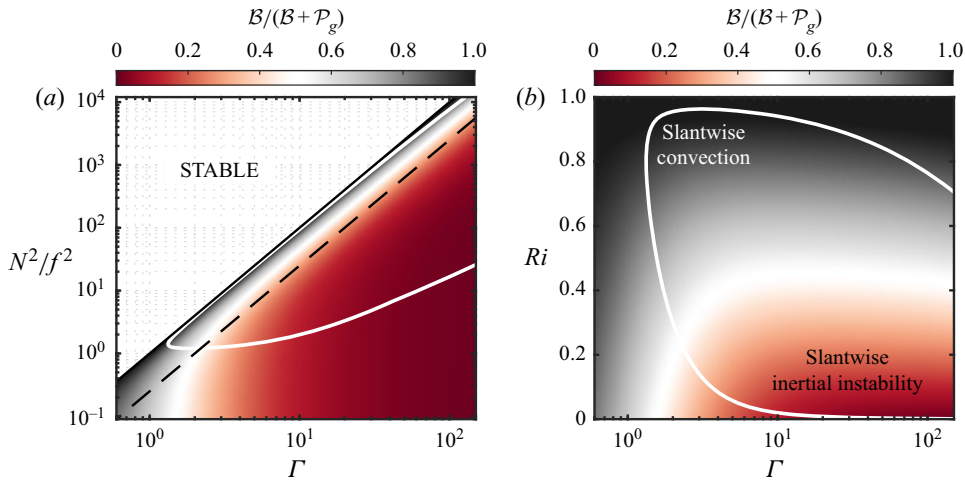 𝓑/(𝓑 + 𝓟_g)
0 0.2 0.4 0.6 0.8 1.0
(a)
10^4
10^3
10^2
10^1
10^0
10^−1
N^2/f^2
STABLE
10^0 10^1 10^2
Γ
𝓑/(𝓑 + 𝓟_g)
0 0.2 0.4 0.6 0.8 1.0
(b)
1.0
0.8
0.6
0.4
0.2
0
Ri
Slantwise
convection
Slantwise
inertial instability
10^0 10^1 10^2
Γ